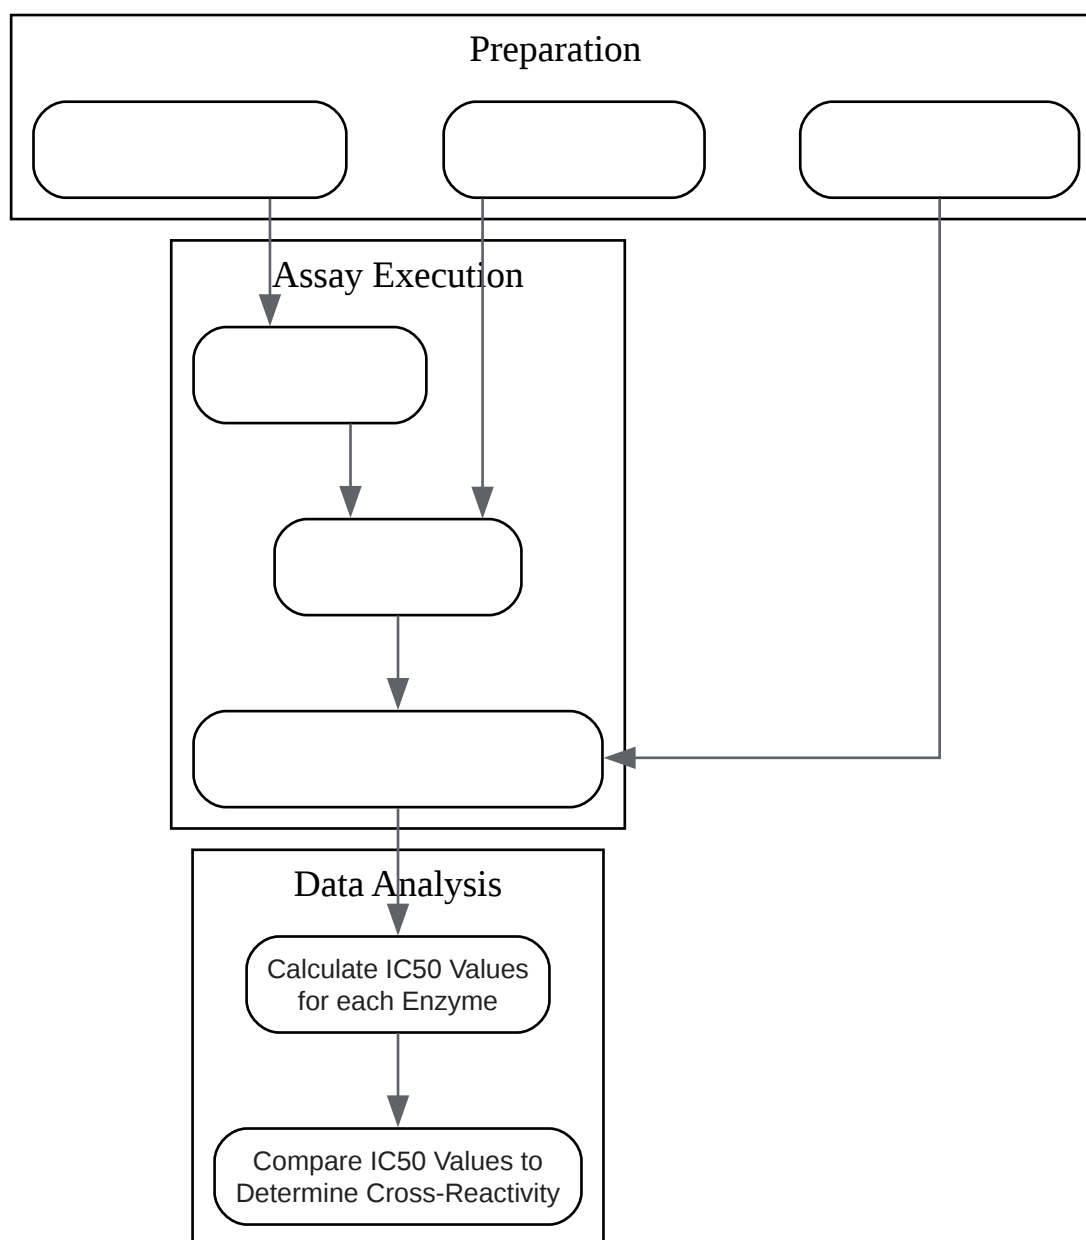 Preparation
Assay Execution
Data Analysis
Calculate IC50 Values
for each Enzyme
Compare IC50 Values to
Determine Cross-Reactivity